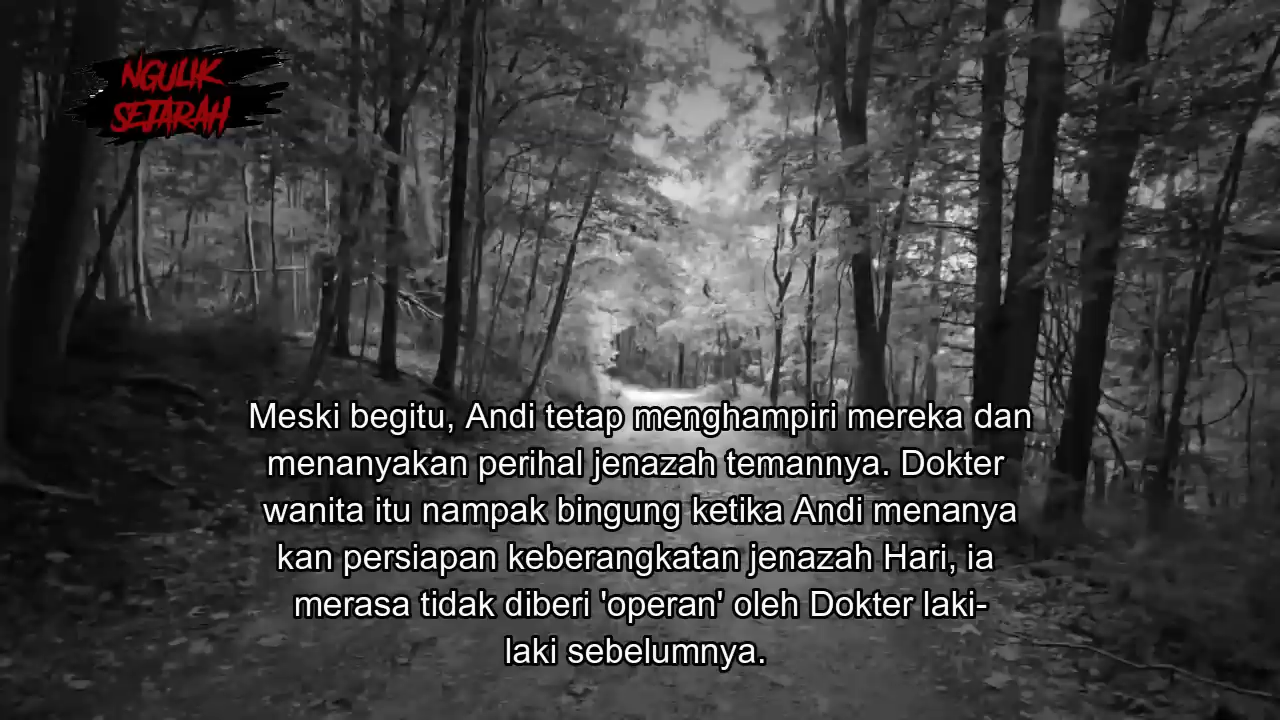 NGULIK
SEJARAH
Meski begitu, Andi tetap menghampiri mereka dan
menanyakan perihal jenazah temannya. Dokter
wanita itu nampak bingung ketika Andi menanya
kan persiapan keberangkatan jenazah Hari, ia
merasa tidak diberi 'operan' oleh Dokter laki-
laki sebelumnya.